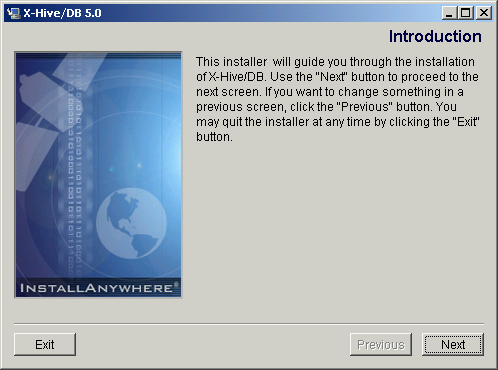 X-Hive/DB 5.0
Introduction
This installer will guide you through the installation
of X-Hive/DB. Use the "Next" button to proceed to the
next screen. If you want to change something in a
previous screen, click the "Previous" button. You
may quit the installer at any time by clicking the "Exit"
button.
INSTALLANYWHERE®
Exit
Previous
Next